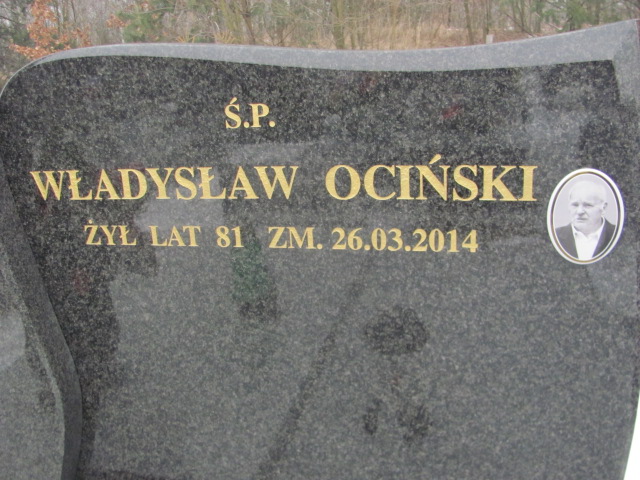 Ś.P.
WŁADYSŁAW OCIŃSKI
ŻYŁ LAT 81 ZM. 26.03.2014